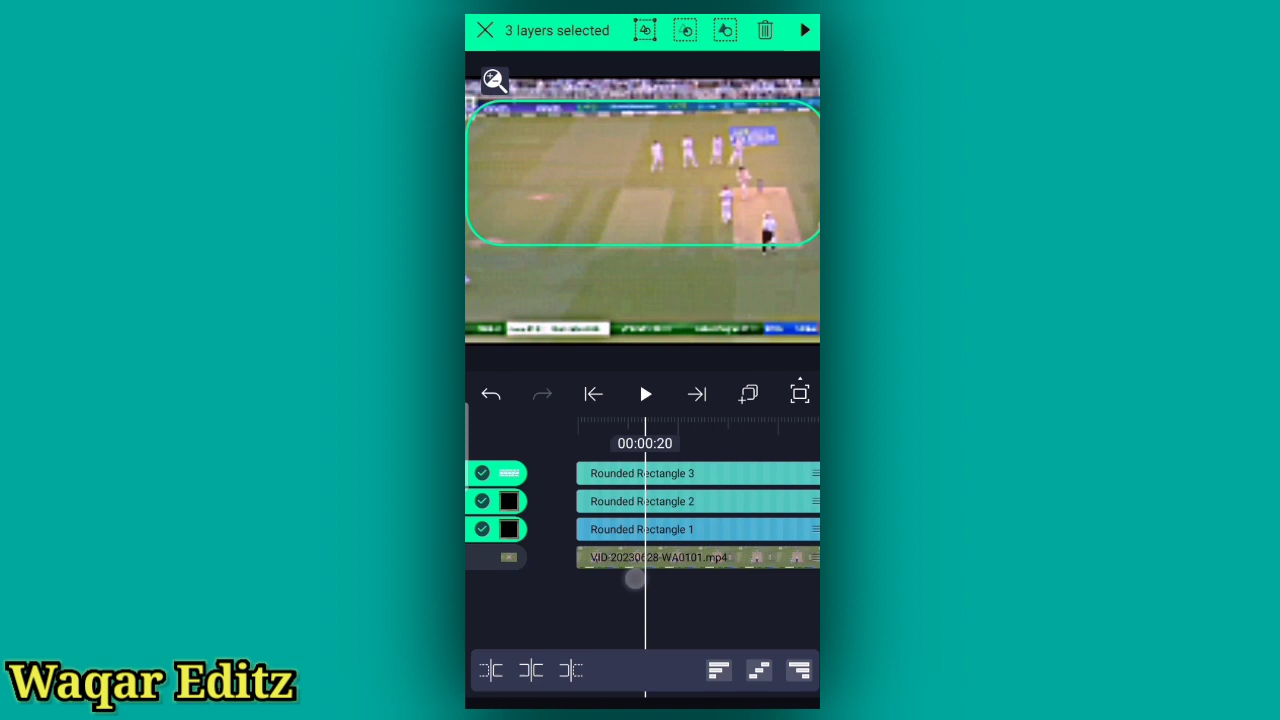 3 layers selected
00:00:20
Rounded Rectangle 3
Rounded Rectangle 2
Rounded Rectangle 1
VID-20230628-WA0101.mp4
Waqar Editz